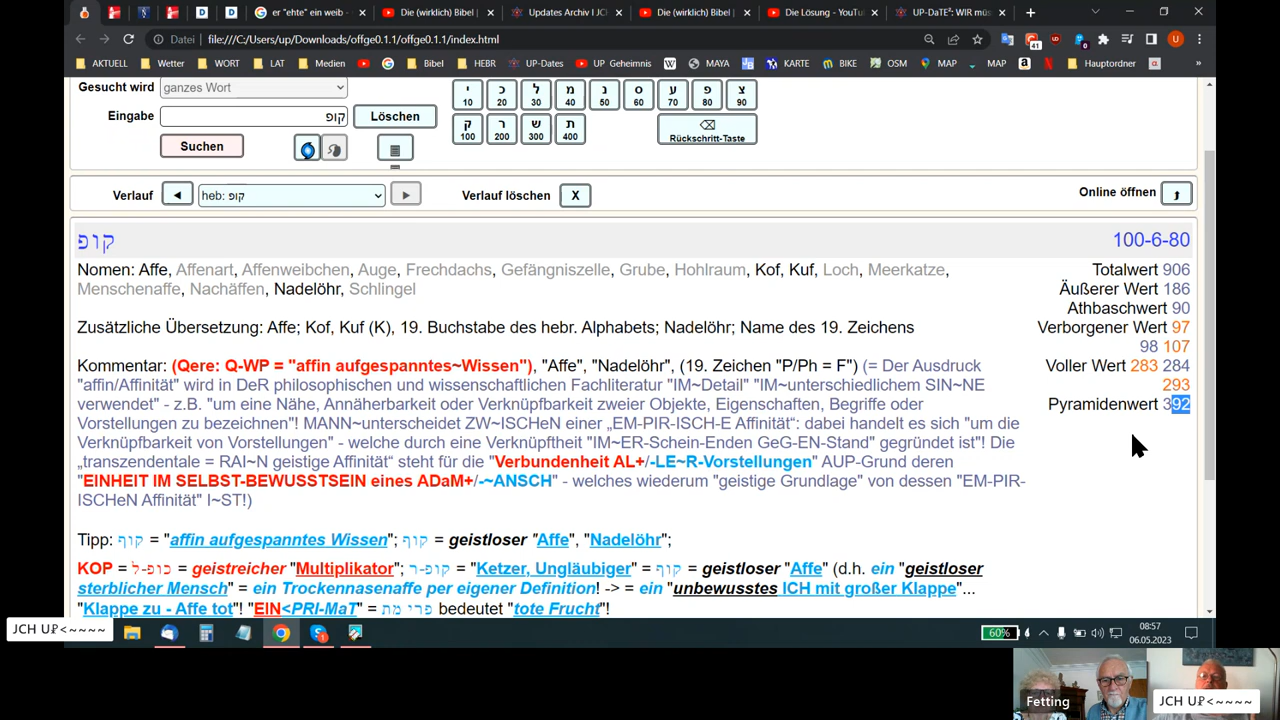 er "ehte" ein weib - Die (wirklich) Bibel | Updates Archiv I JCH Die (wirklich) Bibel | Die Lösung - YouTu UP-DaTE²: WIR müs
Datei | file:///C:/Users/up/Downloads/offge0.1.1/offge0.1.1/index.html
AKTUELL Wetter WORT LAT Medien Bibel HEBR UP-Dates UP Geheimnis MAYA KARTE BIKE OSM MAP MAP Hauptordner
Gesucht wird ganzes Wort
י 10 כ 20 ל 30 מ 40 נ 50 ס 60 ע 70 פ 80 צ 90
Eingabe קופ Löschen
ק 100 ר 200 ש 300 ת 400 Rückschritt-Taste
Suchen
Verlauf heb: קופ Verlauf löschen X Online öffnen
קופ 100-6-80
Nomen: Affe, Affenart, Affenweibchen, Auge, Frechdachs, Gefängniszelle, Grube, Hohlraum, Kof, Kuf, Loch, Meerkatze,
Menschenaffe, Nachäffen, Nadelöhr, Schlingel
Totalwert 906
Äußerer Wert 186
Athbaschwert 90
Verborgener Wert 97
98 107
Voller Wert 283 284
293
Pyramidenwert 392
Zusätzliche Übersetzung: Affe; Kof, Kuf (K), 19. Buchstabe des hebr. Alphabets; Nadelöhr; Name des 19. Zeichens
Kommentar: (Qere: Q-WP = "affin aufgespanntes~Wissen"), "Affe", "Nadelöhr", (19. Zeichen "P/Ph = F") (= Der Ausdruck
"affin/Affinität" wird in DeR philosophischen und wissenschaftlichen Fachliteratur "IM~Detail" "IM~unterschiedlichem SIN~NE
verwendet" - z.B. "um eine Nähe, Annäherbarkeit oder Verknüpfbarkeit zweier Objekte, Eigenschaften, Begriffe oder
Vorstellungen zu bezeichnen"! MANN~unterscheidet ZW~ISCHeN einer „EM-PIR-ISCH-E Affinität“: dabei handelt es sich "um die
Verknüpfbarkeit von Vorstellungen" - welche durch eine Verknüpftheit "IM~ER-Schein-Enden GeG-EN-Stand" gegründet ist"! Die
„transzendentale = RAI~N geistige Affinität“ steht für die "Verbundenheit AL+/-LE~R-Vorstellungen" AUP-Grund deren
"EINHEIT IM SELBST-BEWUSSTSEIN eines ADaM+/-~ANSCH" - welches wiederum "geistige Grundlage" von dessen "EM-PIR-
ISCHeN Affinität" I~ST!)
Tipp: קוף = "affin aufgespanntes Wissen"; קוף = geistloser "Affe", "Nadelöhr";
KOP = כופ-ל = geistreicher "Multiplikator"; קופ-ר = "Ketzer, Ungläubiger" = קוף = geistloser "Affe" (d.h. ein "geistloser
sterblicher Mensch" = ein Trockennasenaffe per eigener Definition! -> = ein "unbewusstes ICH mit großer Klappe"...
"Klappe zu - Affe tot"! "EIN<PRI-MaT" = פרי מת bedeutet "tote Frucht"!
JCH UP<~~~~
60% 08:57
06.05.2023
Fetting JCH UP<~~~~